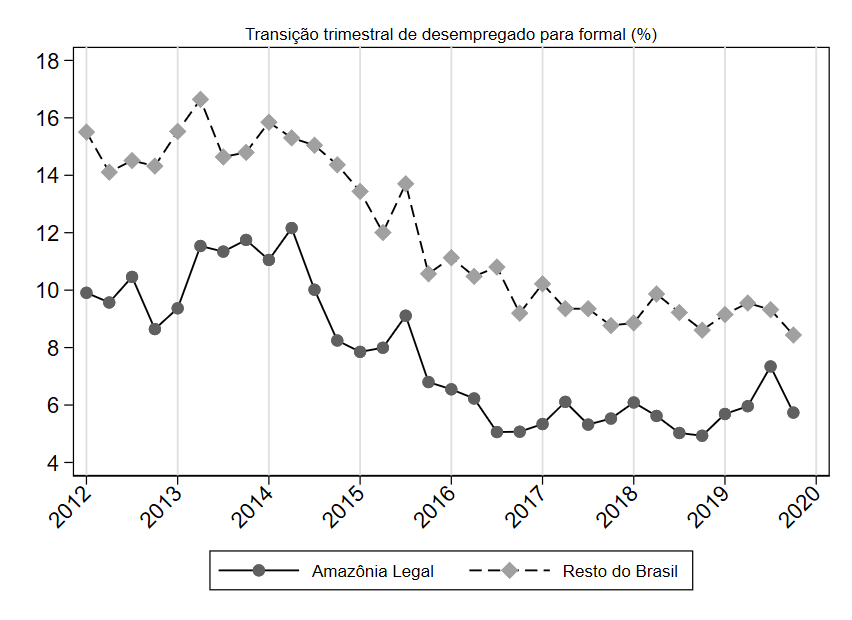 Transição trimestral de desempregado para formal (%)
18
16
14
12
10
8
6
4
2012 2013 2014 2015 2016 2017 2018 2019 2020
Amazônia Legal Resto do Brasil